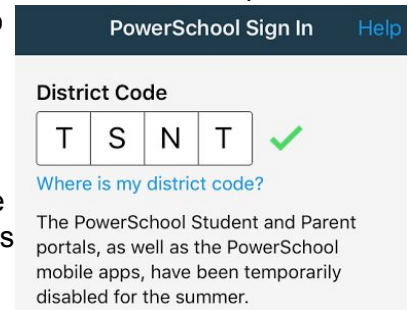 PowerSchool Sign In Help
District Code
T S N T
Where is my district code?
The PowerSchool Student and Parent
portals, as well as the PowerSchool
mobile apps, have been temporarily
disabled for the summer.